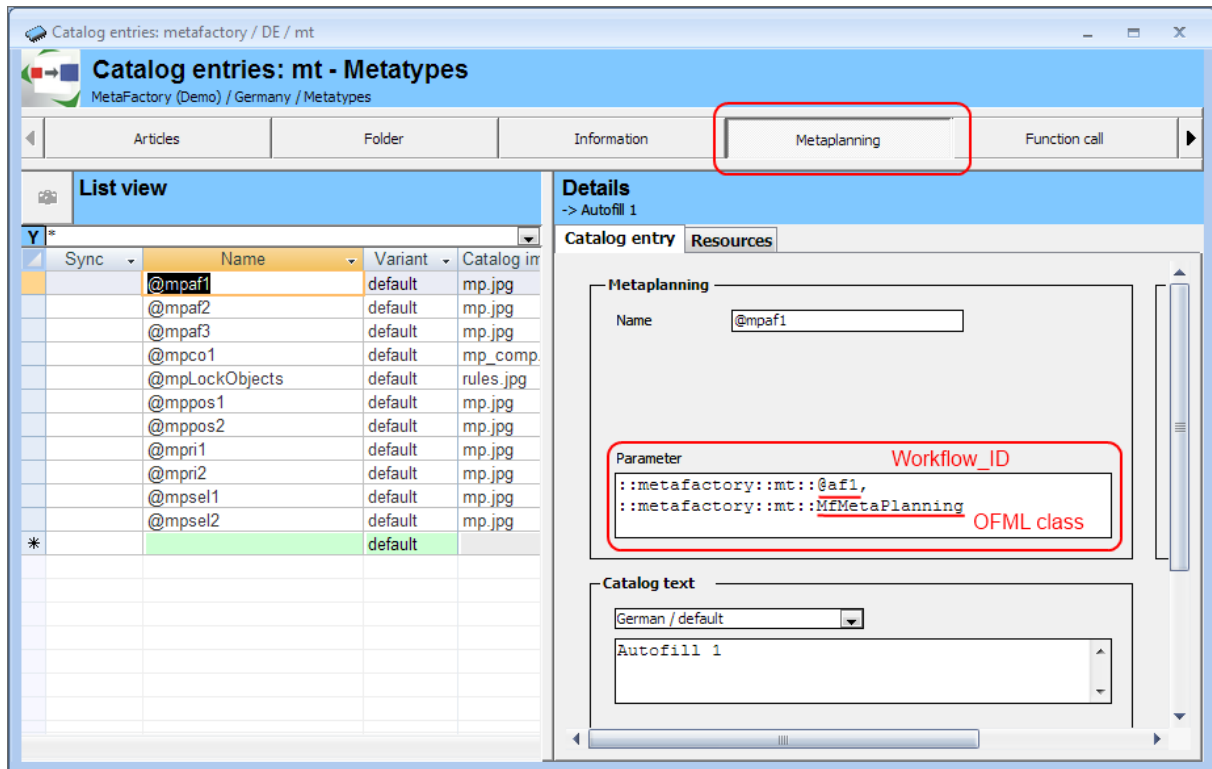 Catalog entries: metafactory / DE / mt
Catalog entries: mt - Metatypes
MetaFactory (Demo) / Germany / Metatypes
Articles Folder Information Metaplanning Function call
List view
Details
-> Autofill 1
Y *
Catalog entry Resources
Sync Name Variant Catalog im
@mpaf1 default mp.jpg
@mpaf2 default mp.jpg
@mpaf3 default mp.jpg
@mpco1 default mp_comp.
@mpLockObjects default rules.jpg
@mppos1 default mp.jpg
@mppos2 default mp.jpg
@mpri1 default mp.jpg
@mpri2 default mp.jpg
@mpsel1 default mp.jpg
@mpsel2 default mp.jpg
* default
Metaplanning
Name @mpaf1
Parameter Workflow_ID
::metafactory::mt::@af1,
::metafactory::mt::MfMetaPlanning
OFML class
Catalog text
German / default
Autofill 1